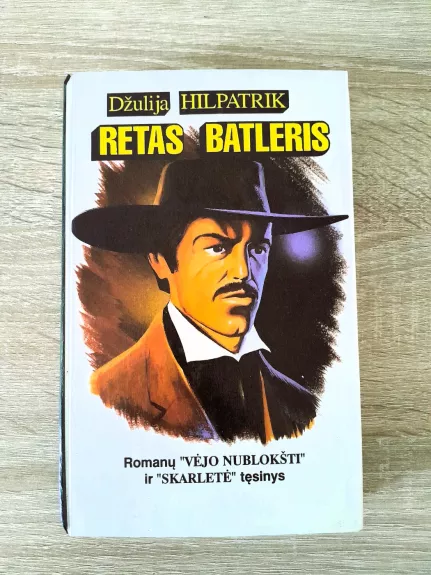 Džulija HILPATRIK
RETAS BATLERIS
Romanų "VĖJO NUBLOKŠTI"
ir "SKARLETĖ" tęsinys